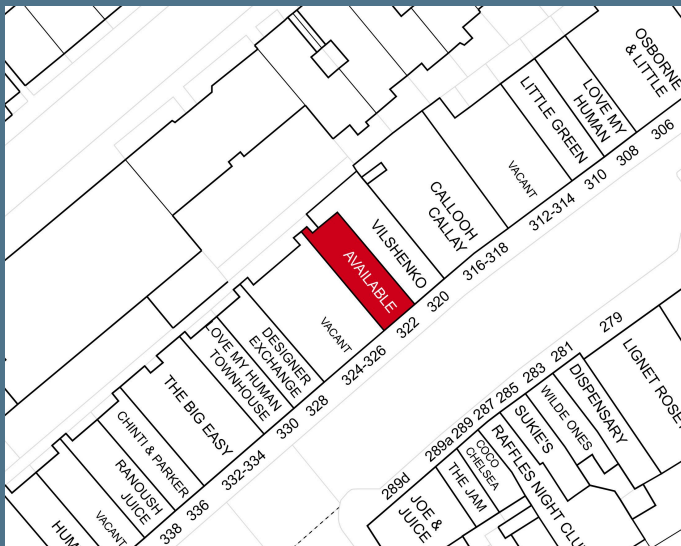 OSBORNE
& LITTLE
306
LOVE MY
HUMAN
308
LITTLE GREEN
310
VACANT
312-314
CALLOOH
CALLAY
316-318
VILSHENKO
320
AVAILABLE
322
VACANT
324-326
DESIGNER
EXCHANGE
328
LOVE MY HUMAN
TOWNHOUSE
330
THE BIG EASY
332-334
CHINTI & PARKER
336
RANOUSH
JUICE
338
VACANT
HUM
279
LIGNET ROSE
281
DISPENSARY
283
WILDE ONES
285
SUKIE'S
287
RAFFLES NIGHT CLU
289
COCO
CHELSEA
289a
THE JAM
289d
JOE &
JUICE